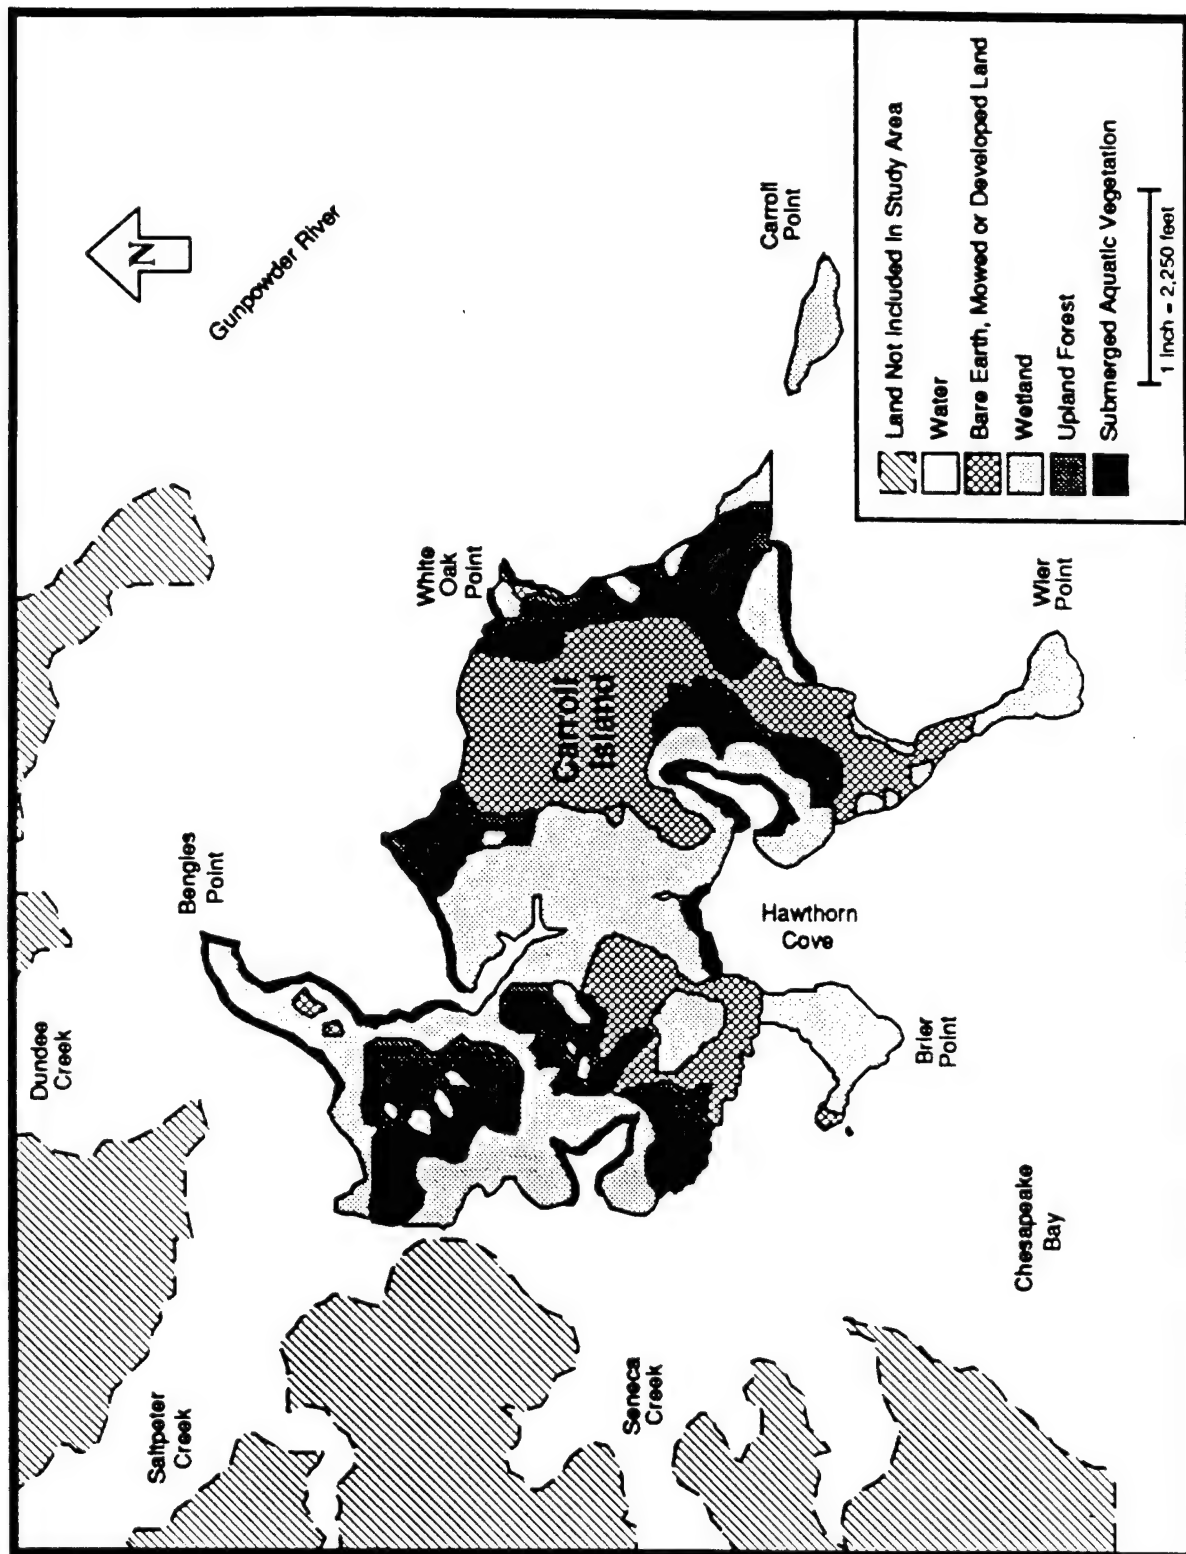 Saltpeter
Creek
Dundee
Creek
Bengies
Point
N
Gunpowder River
White
Oak
Point
Carroll
Island
Carroll
Point
Seneca
Creek
Hawthorn
Cove
Brier
Point
Wier
Point
Chesapeake
Bay
Land Not Included In Study Area
Water
Bare Earth, Mowed or Developed Land
Wetland
Upland Forest
Submerged Aquatic Vegetation
1 Inch = 2,250 feet